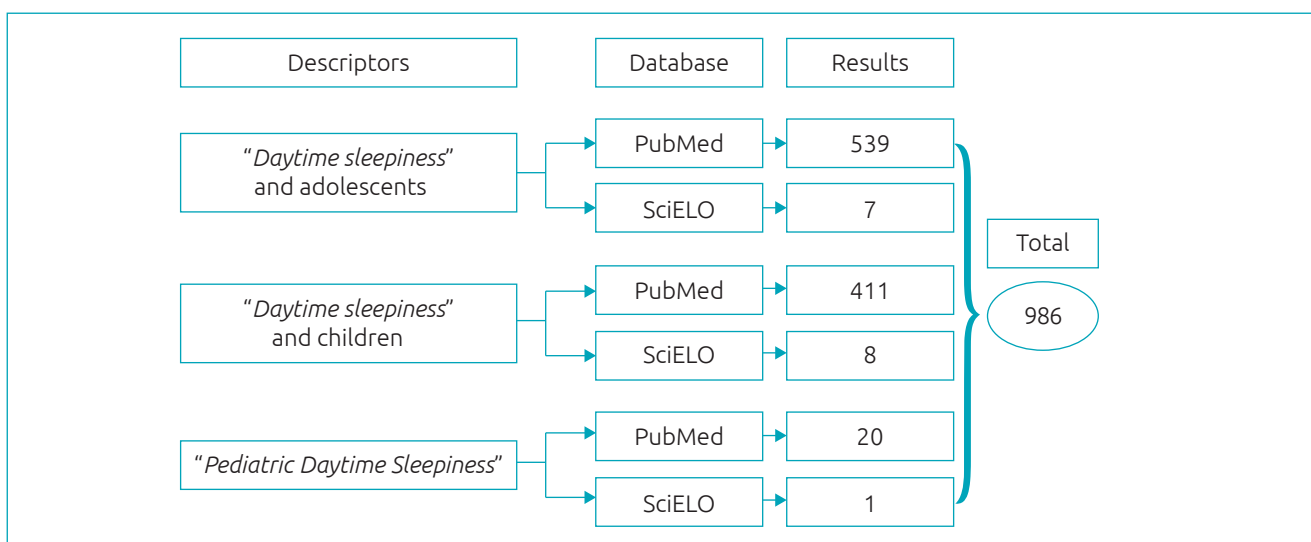 Descriptors
Database
Results
“Daytime sleepiness”
and adolescents
PubMed
539
SciELO
7
“Daytime sleepiness”
and children
PubMed
411
SciELO
8
“Pediatric Daytime Sleepiness”
PubMed
20
SciELO
1
Total
986